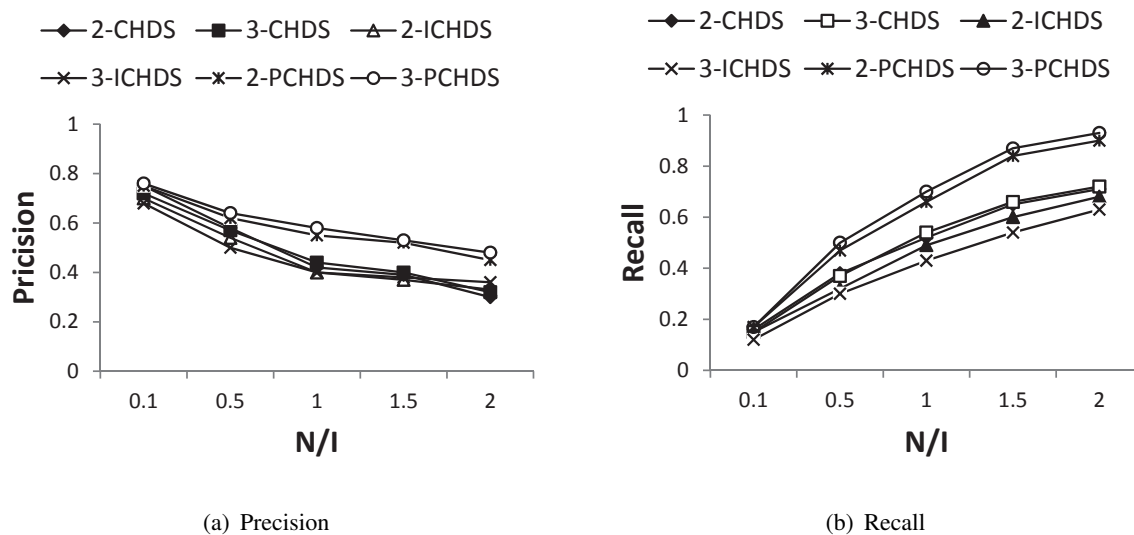 2-CHDS 3-CHDS 2-ICHDS
3-ICHDS 2-PCHDS 3-PCHDS
1
0.8
0.6
0.4
0.2
0
Pricision
0.1 0.5 1 1.5 2
N/I
(a) Precision
2-CHDS 3-CHDS 2-ICHDS
3-ICHDS 2-PCHDS 3-PCHDS
1
0.8
0.6
0.4
0.2
0
Recall
0.1 0.5 1 1.5 2
N/I
(b) Recall